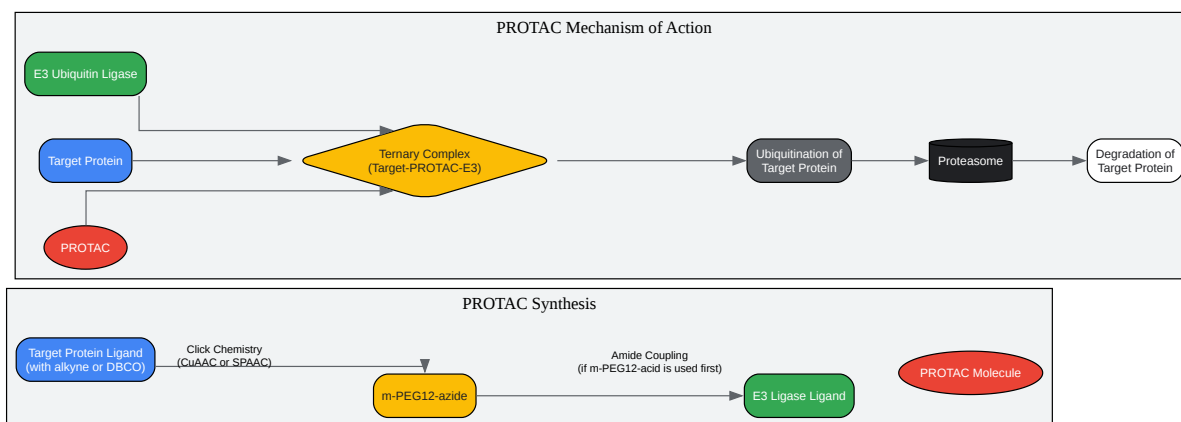 PROTAC Mechanism of Action
E3 Ubiquitin Ligase
Target Protein
PROTAC
Ternary Complex
(Target-PROTAC-E3)
Ubiquitination of
Target Protein
Proteasome
Degradation of
Target Protein
PROTAC Synthesis
Target Protein Ligand
(with alkyne or DBCO)
Click Chemistry
(CuAAC or SPAAC)
m-PEG12-azide
Amide Coupling
(if m-PEG12-acid is used first)
E3 Ligase Ligand
PROTAC Molecule